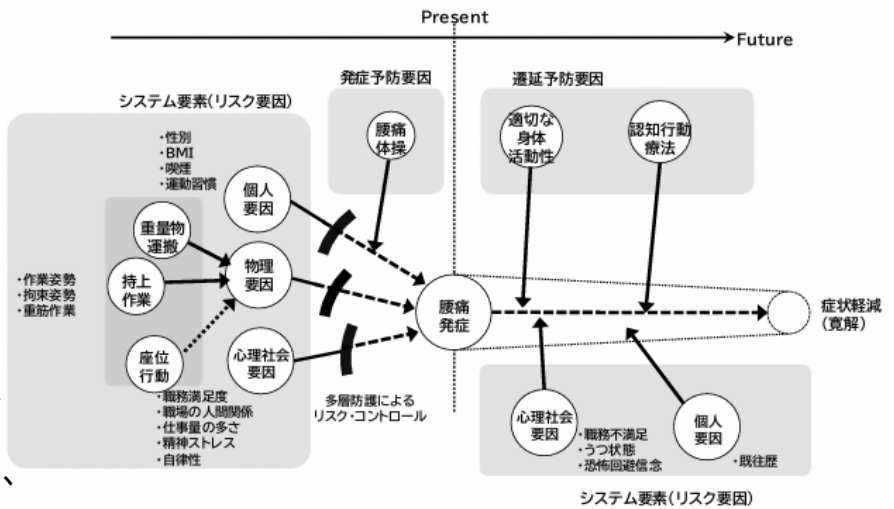 Present
Future
発症予防要因
遷延予防要因
システム要素(リスク要因)
・性別
・BMI
・喫煙
・運動習慣
腰痛
体操
適切な
身体
活動性
認知行動
療法
個人
要因
重量物
運搬
物理
要因
・作業姿勢
・拘束姿勢
・重筋作業
持上
作業
腰痛
発症
症状軽減
(寛解)
座位
行動
心理社会
要因
・職務満足度
・職場の人間関係
・仕事量の多さ
・精神ストレス
・自律性
多層防護による
リスク・コントロール
心理社会
要因
・職務不満足
・うつ状態
・恐怖回避信念
個人
要因
・既往歴
システム要素(リスク要因)
、